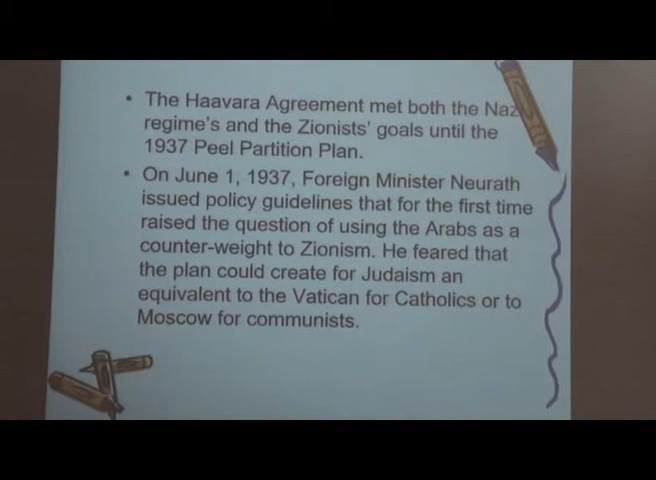 • The Haavara Agreement met both the Naz
regime's and the Zionists' goals until the
1937 Peel Partition Plan.
• On June 1, 1937, Foreign Minister Neurath
issued policy guidelines that for the first time
raised the question of using the Arabs as a
counter-weight to Zionism. He feared that
the plan could create for Judaism an
equivalent to the Vatican for Catholics or to
Moscow for communists.